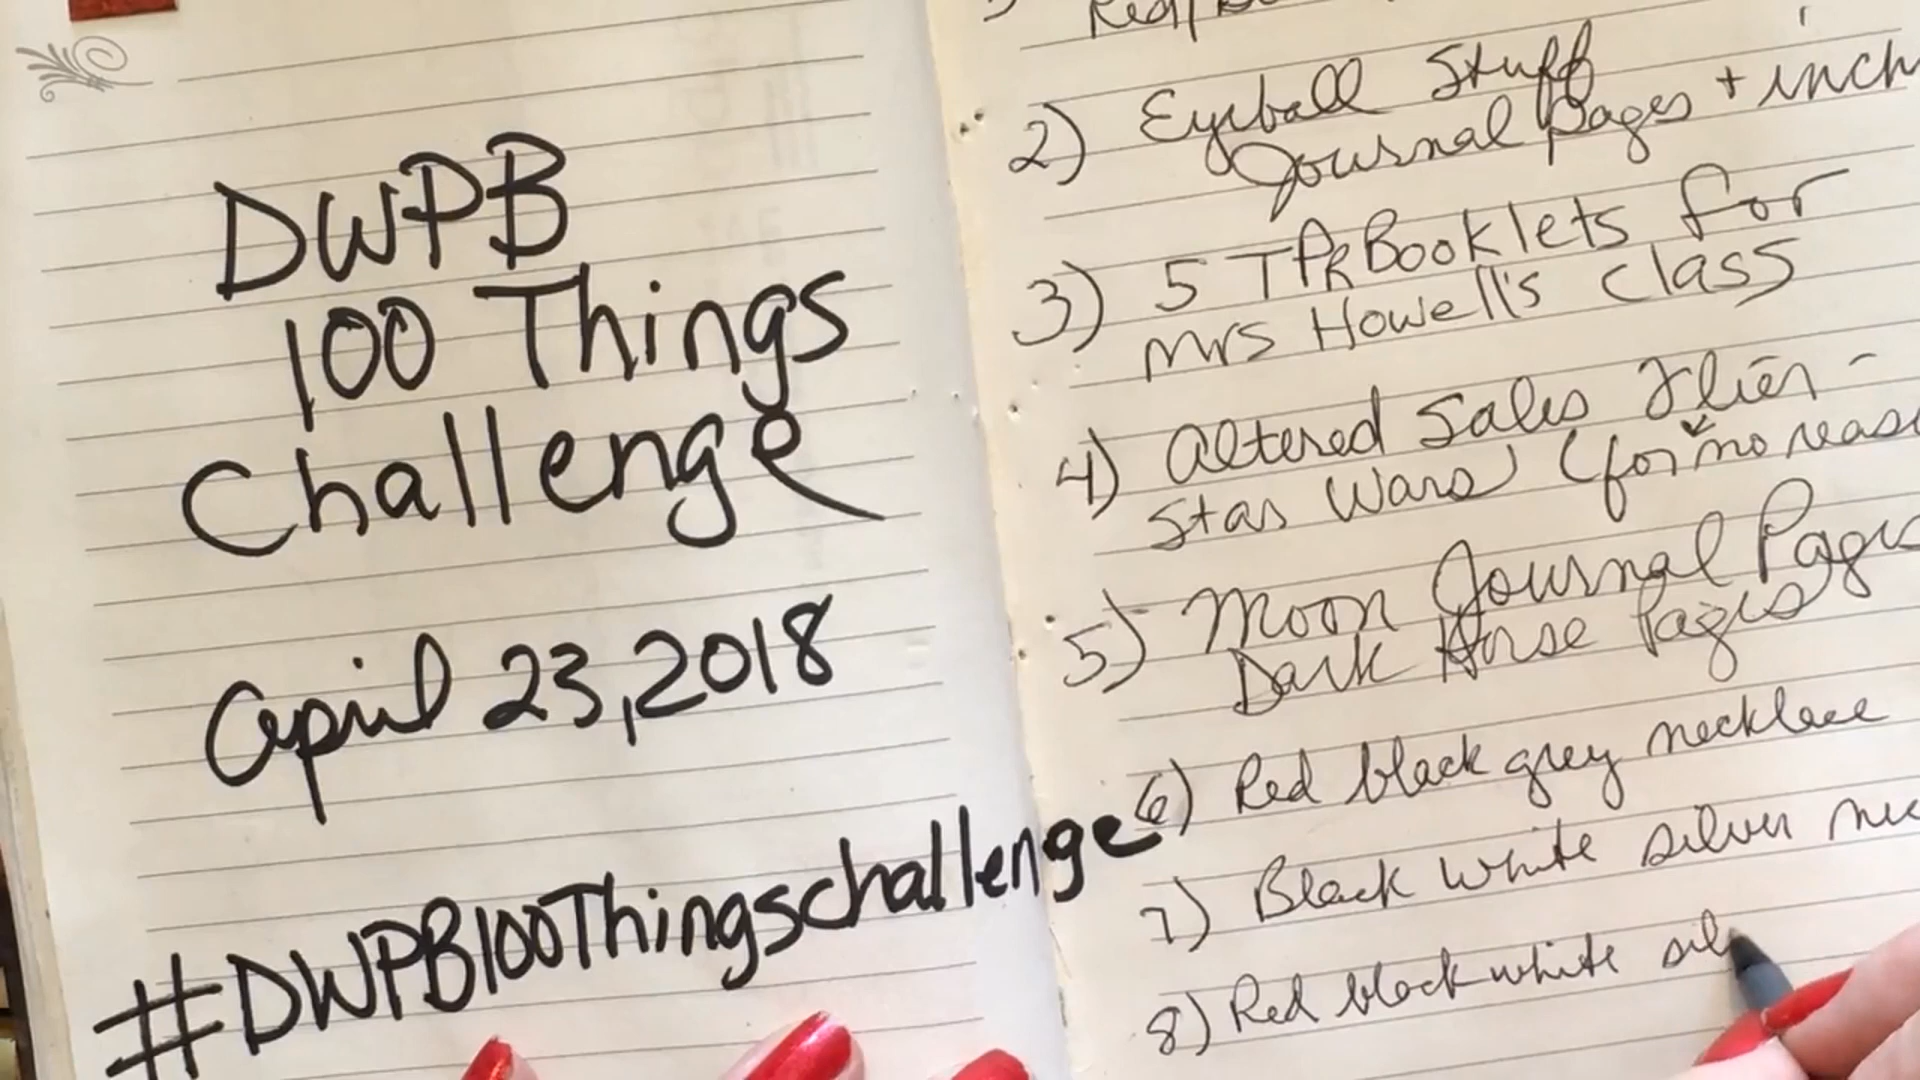 DWPB
100 Things
Challenge
April 23, 2018
#DWPB100Thingschallenge
2) Eyeball Stuff
Journal pages + inch
3) 5 TPR Booklets for
Mrs Howell's class
4) Altered Sales Flier -
Star Wars (for no reas
5) Moon Journal Pages
Dark Horse Pages
6) Red black grey necklace
7) Black white silver
8) Red black white sil